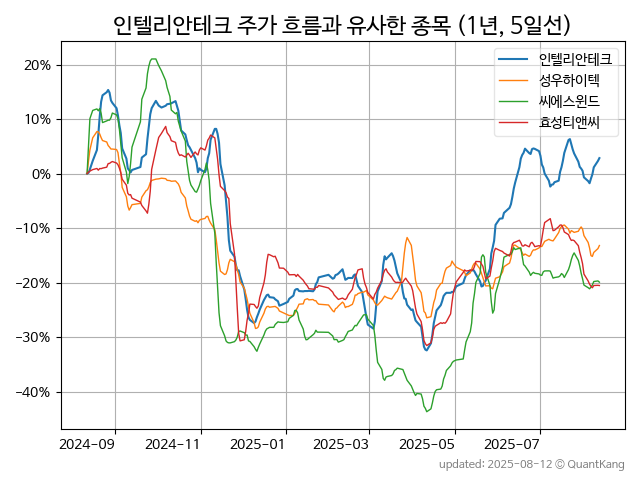 인텔리안테크 주가 흐름과 유사한 종목 (1년, 5일선)
인텔리안테크
성우하이텍
씨에스윈드
효성티앤씨
20%
10%
0%
−10%
−20%
−30%
−40%
2024-09 2024-11 2025-01 2025-03 2025-05 2025-07
updated: 2025-08-12 © QuantKang